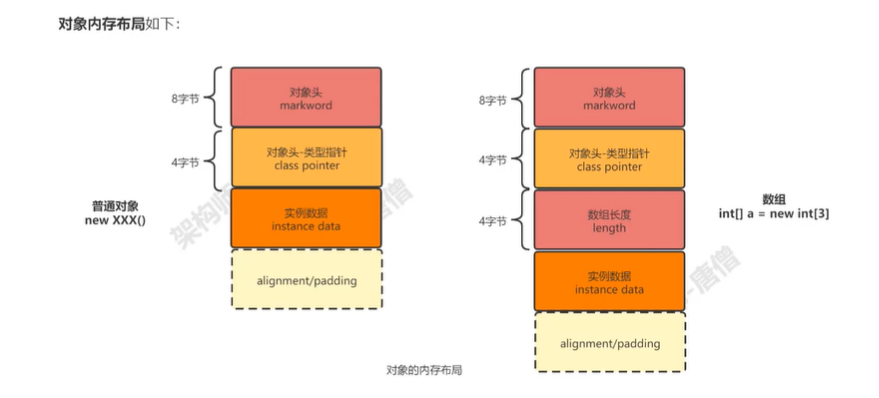 对象内存布局如下：
8字节
对象头
markword
4字节
对象头-类型指针
class pointer
普通对象
new XXX()
实例数据
instance data
alignment/padding
8字节
对象头
markword
4字节
对象头-类型指针
class pointer
4字节
数组长度
length
数组
int[] a = new int[3]
实例数据
instance data
alignment/padding
对象的内存布局
架构师
唐僧
-唐僧